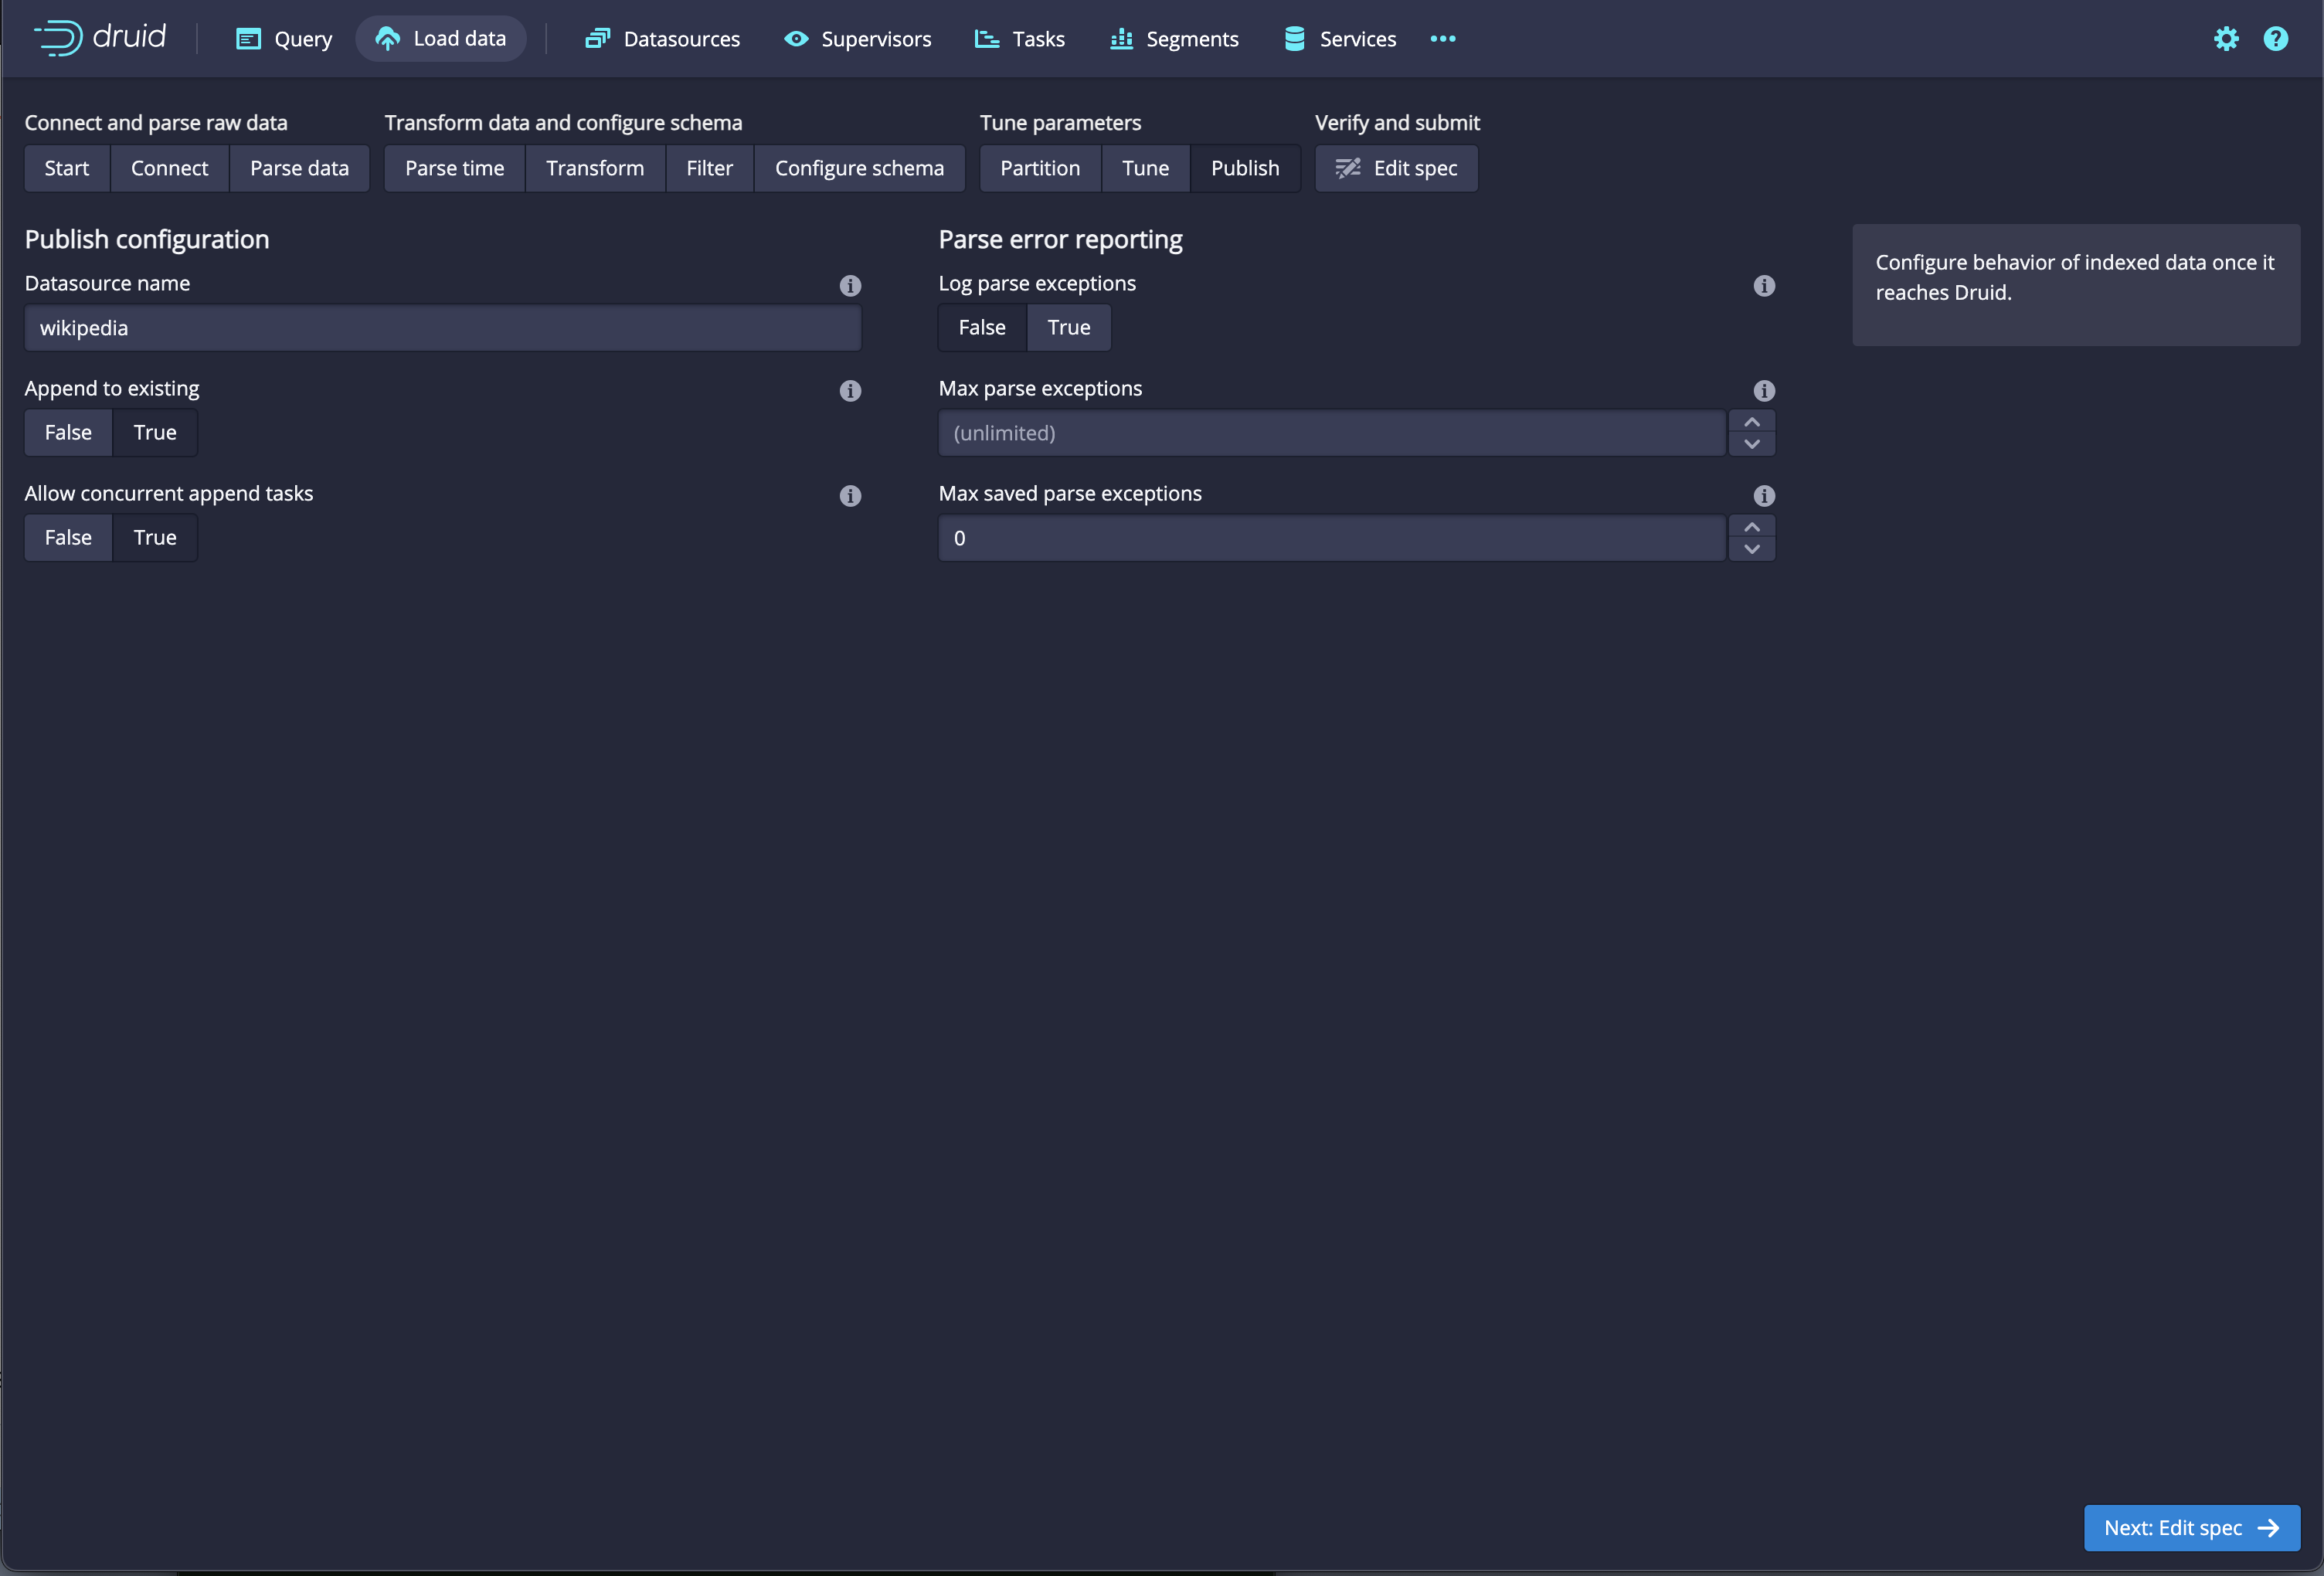 druid Query Load data Datasources Supervisors Tasks Segments Services
Connect and parse raw data
Start Connect Parse data
Transform data and configure schema
Parse time Transform Filter Configure schema
Tune parameters
Partition Tune Publish
Verify and submit
Edit spec
Publish configuration
Datasource name
wikipedia
Append to existing
False True
Allow concurrent append tasks
False True
Parse error reporting
Log parse exceptions
False True
Max parse exceptions
(unlimited)
Max saved parse exceptions
0
Configure behavior of indexed data once it
reaches Druid.
Next: Edit spec